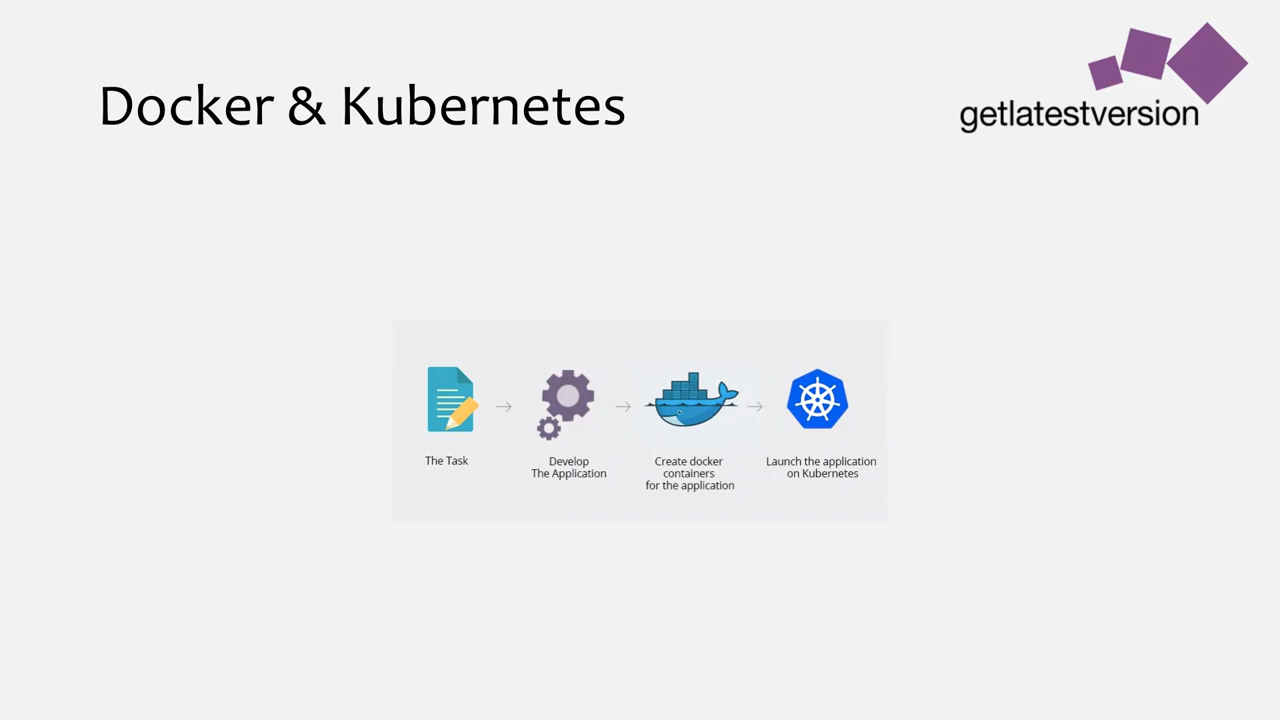 Docker & Kubernetes
getlatestversion
The Task
Develop
The Application
Create docker
containers
for the application
Launch the application
on Kubernetes